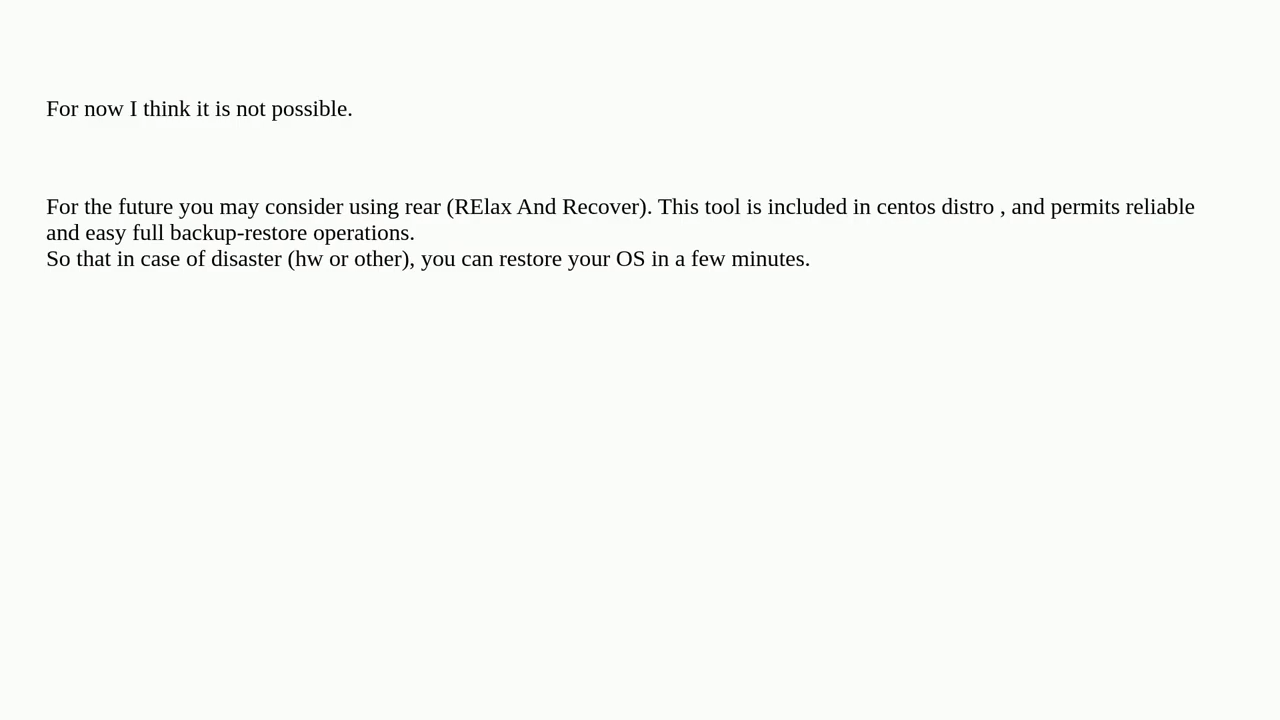 For now I think it is not possible.
For the future you may consider using rear (RElax And Recover). This tool is included in centos distro , and permits reliable
and easy full backup-restore operations.
So that in case of disaster (hw or other), you can restore your OS in a few minutes.